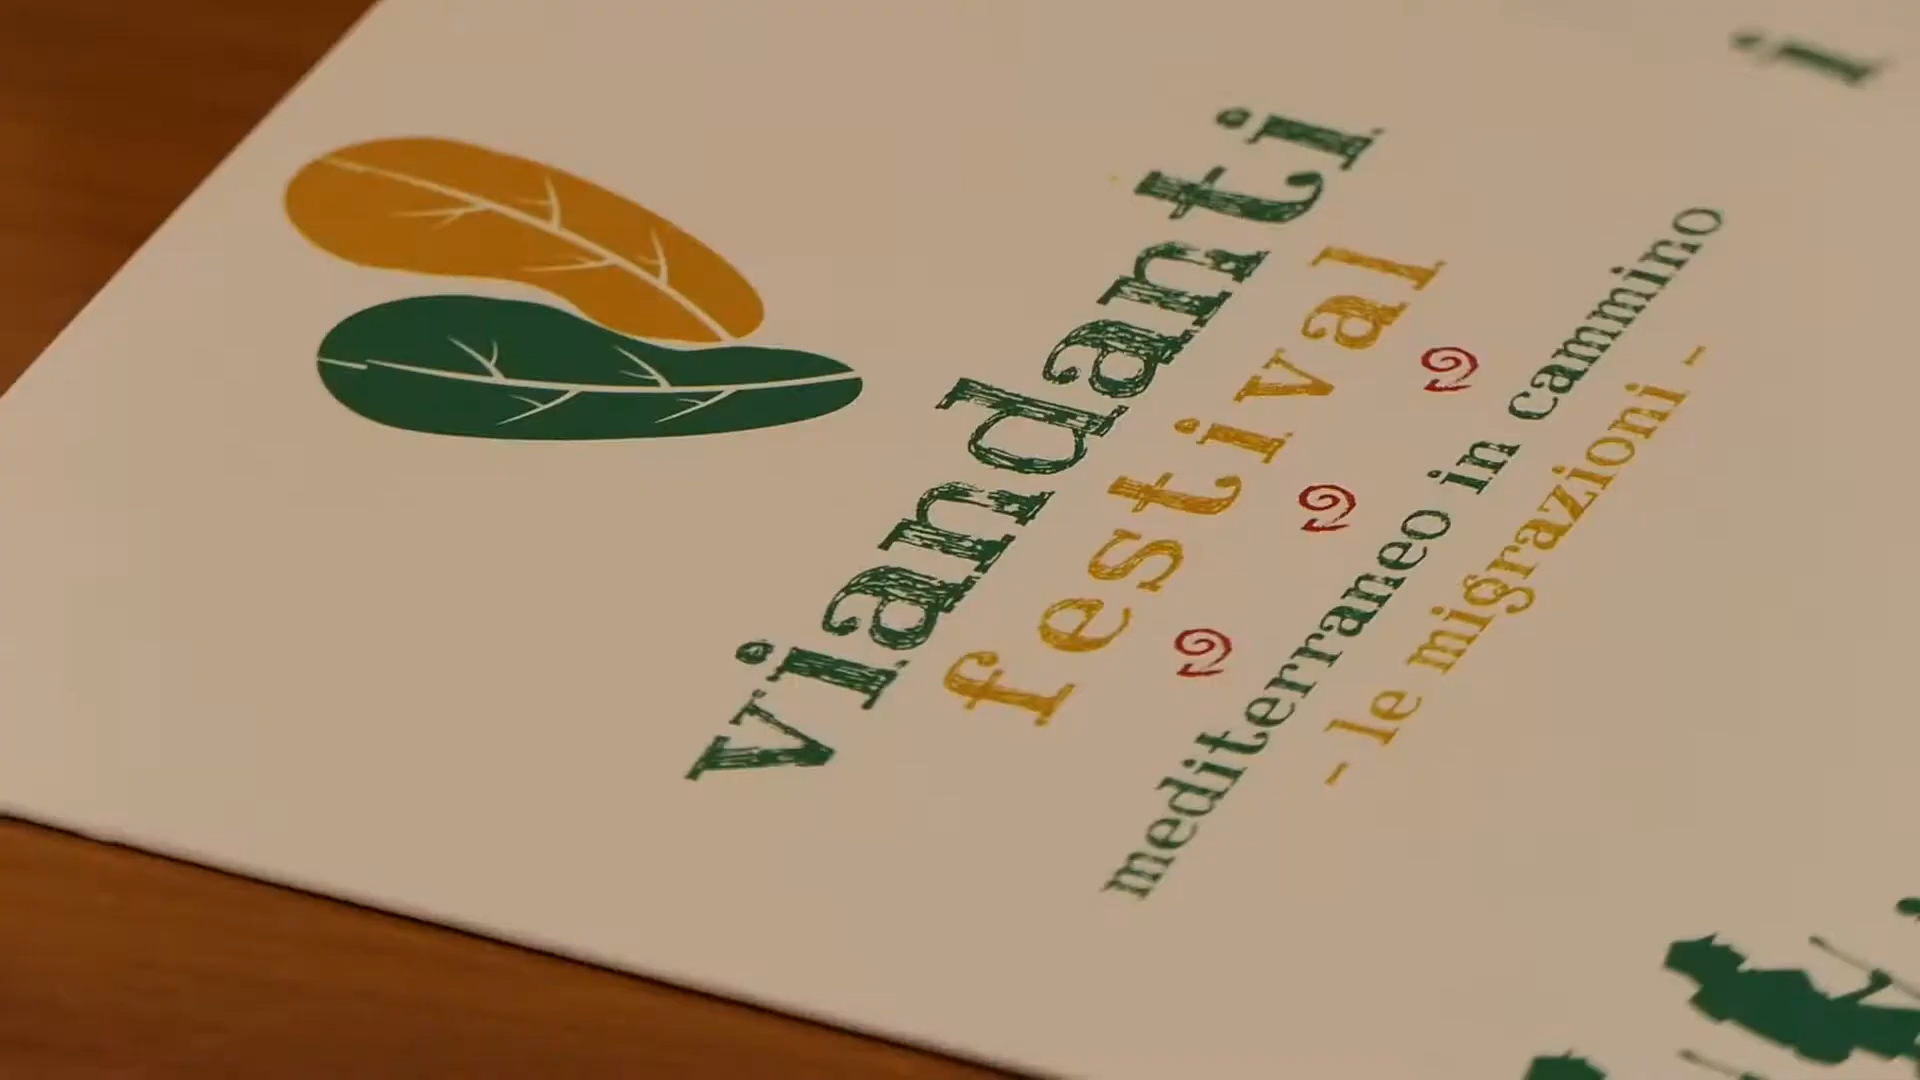 viandanti
festival
mediterraneo in cammino
- le migrazioni -
i